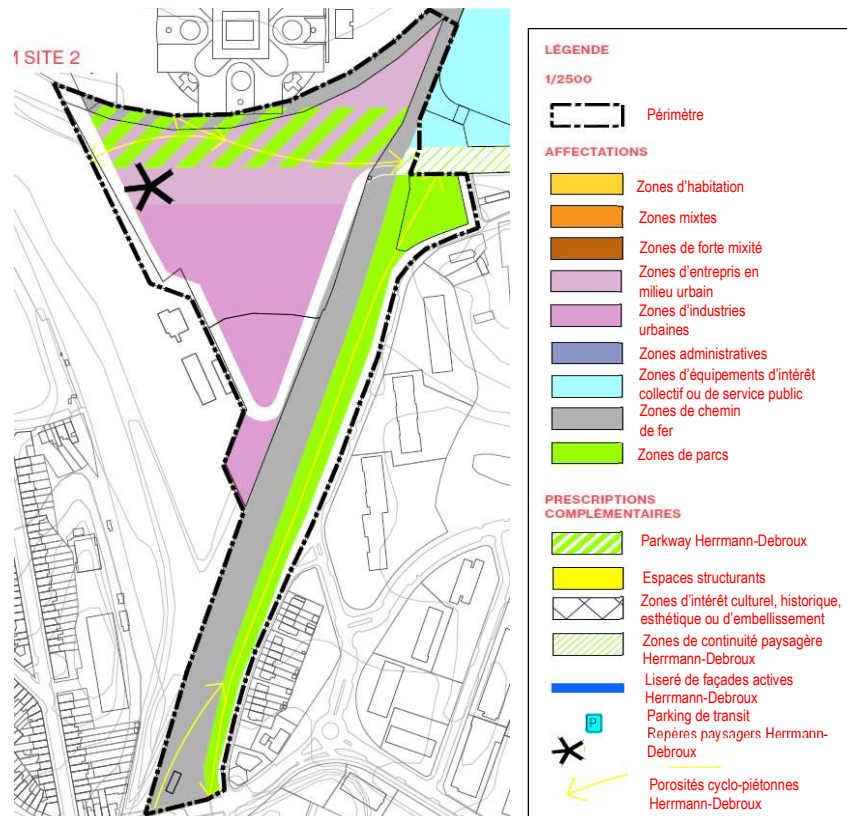 M SITE 2
LÉGENDE
1/2500
Périmètre
AFFECTATIONS
Zones d'habitation
Zones mixtes
Zones de forte mixité
Zones d'entrepris en
milieu urbain
Zones d'industries
urbaines
Zones administratives
Zones d'équipements d'intérêt
collectif ou de service public
Zones de chemin
de fer
Zones de parcs
PRESCRIPTIONS
COMPLÉMENTAIRES
Parkway Herrmann-Debroux
Espaces structurants
Zones d'intérêt culturel, historique,
esthétique ou d'embellissement
Zones de continuité paysagère
Herrmann-Debroux
Liseré de façades actives
Herrmann-Debroux
P
Parking de transit
Repères paysagers Herrmann-
Debroux
Porosités cyclo-piétonnes
Herrmann-Debroux